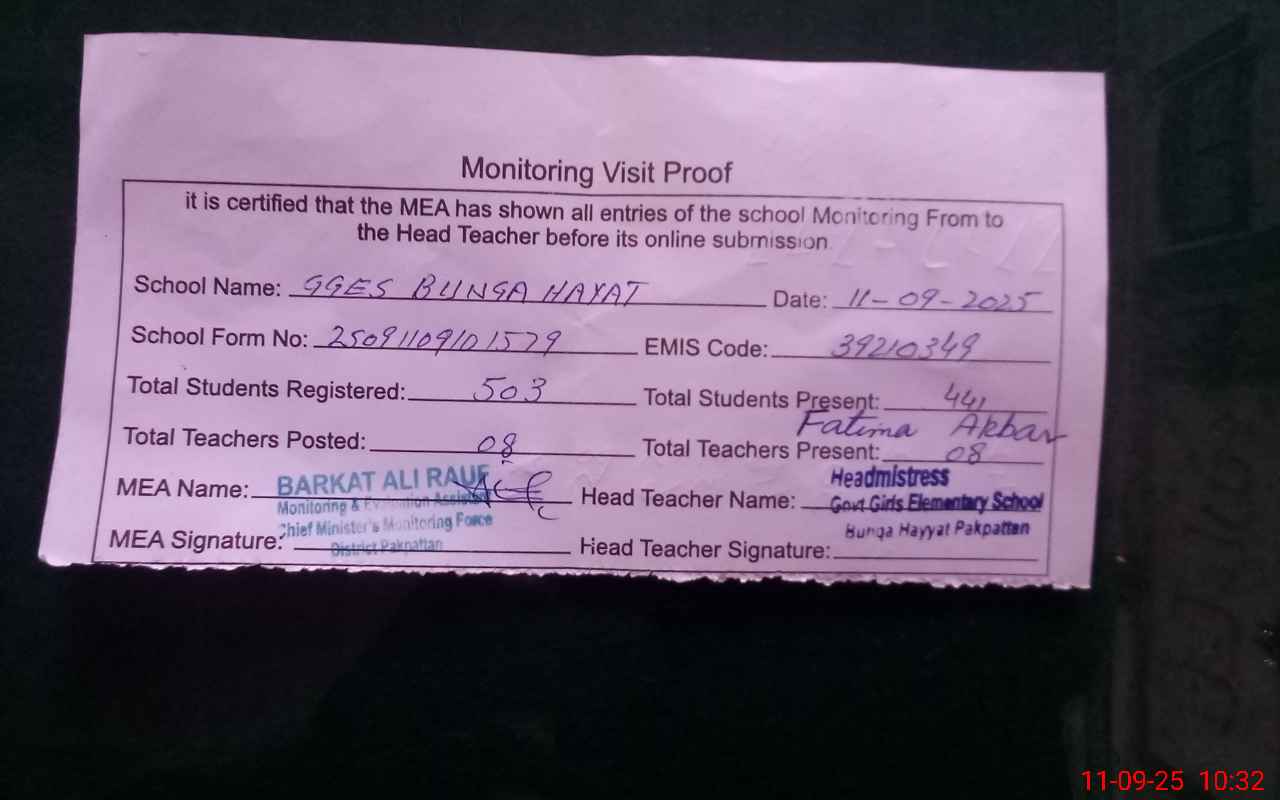 Monitoring Visit Proof
it is certified that the MEA has shown all entries of the school Monitoring From to
the Head Teacher before its online submission.
School Name: GGES BUNGA HAYAT Date: 11-09-2025
School Form No: 25091109101579 EMIS Code: 39210349
Total Students Registered: 503 Total Students Present: 441
Fatima Akbar
Total Teachers Posted: 08 Total Teachers Present: 08
MEA Name: BARKAT ALI RAUF Head Teacher Name: Headmistress
Monitoring & Evaluation Assistant Govt Girls Elementary School
Chief Minister's Monitoring Force Bunga Hayyat Pakpattan
MEA Signature: District Pakpattan Head Teacher Signature:
11-09-25 10:32